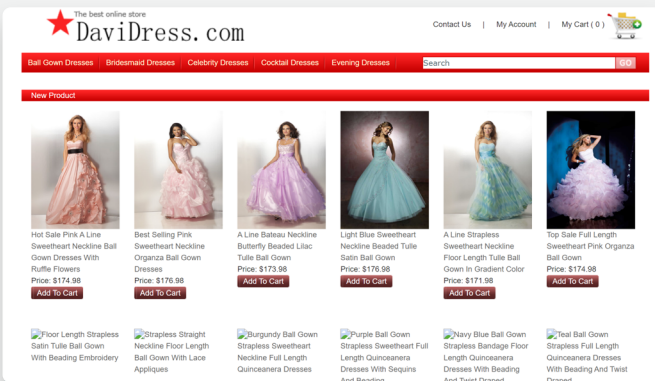 The best online store
DaviDress.com
Contact Us | My Account | My Cart ( 0 )
Ball Gown Dresses Bridesmaid Dresses Celebrity Dresses Cocktail Dresses Evening Dresses Search GO
New Product
Hot Sale Pink A Line
Sweetheart Neckline Ball
Gown Dresses With
Ruffle Flowers
Price: $174.98
Add To Cart
Best Selling Pink
Sweetheart Neckline
Organza Ball Gown
Dresses
Price: $176.98
Add To Cart
A Line Bateau Neckline
Butterfly Beaded Lilac
Tulle Ball Gown
Price: $173.98
Add To Cart
Light Blue Sweetheart
Neckline Beaded Tulle
Satin Ball Gown
Price: $176.98
Add To Cart
A Line Strapless
Sweetheart Neckline
Floor Length Tulle Ball
Gown In Gradient Color
Price: $171.98
Add To Cart
Top Sale Full Length
Sweetheart Pink Organza
Ball Gown
Price: $174.98
Add To Cart
Floor Length Strapless
Satin Tulle Ball Gown
With Beading Embroidery
Strapless Straight
Neckline Floor Length
Ball Gown With Lace
Appliques
Burgundy Ball Gown
Strapless Sweetheart
Neckline Full Length
Quinceanera Dresses
Purple Ball Gown
Strapless Sweetheart Full
Length Quinceanera
Dresses With Sequins
And Beading
Navy Blue Ball Gown
Strapless Bandage Floor
Length Quinceanera
Dresses With Beading
And Twist Draped
Teal Ball Gown
Strapless Full Length
Quinceanera Dresses
With Beading And Twist
Draped